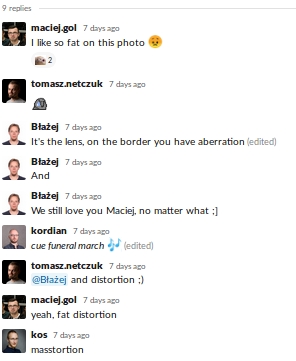 9 replies
maciej.gol 7 days ago
I like so fat on this photo
2
tomasz.netczuk 7 days ago
Błażej 7 days ago
It's the lens, on the border you have aberration (edited)
Błażej 7 days ago
And
Błażej 7 days ago
We still love you Maciej, no matter what ;]
kordian 7 days ago
cue funeral march 🎶 (edited)
tomasz.netczuk 7 days ago
@Błażej and distortion ;)
maciej.gol 7 days ago
yeah, fat distortion
kos 7 days ago
masstortion